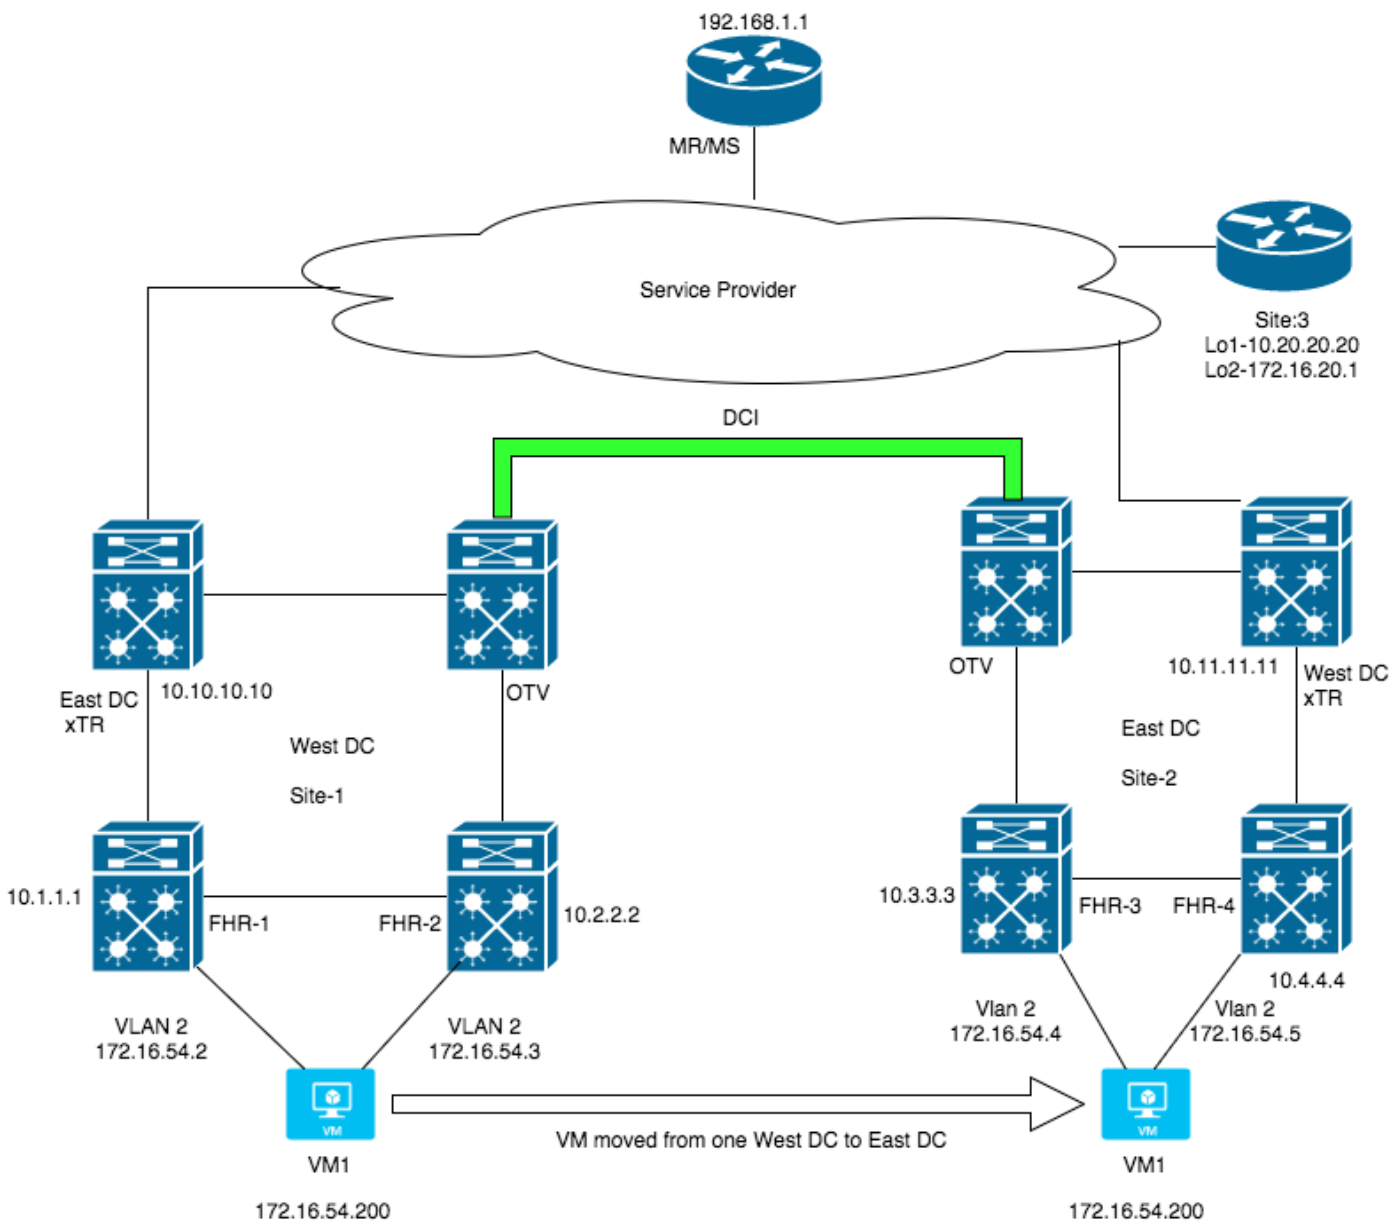 192.168.1.1
MR/MS
Service Provider
Site:3
Lo1-10.20.20.20
Lo2-172.16.20.1
DCI
OTV
10.11.11.11
West DC
xTR
East DC
xTR
10.10.10.10
OTV
West DC
Site-1
East DC
Site-2
10.1.1.1
FHR-1
FHR-2
10.2.2.2
10.3.3.3
FHR-3
FHR-4
10.4.4.4
VLAN 2
172.16.54.2
VLAN 2
172.16.54.3
Vlan 2
172.16.54.4
Vlan 2
172.16.54.5
VM
VM
VM moved from one West DC to East DC
VM1
172.16.54.200
VM1
172.16.54.200